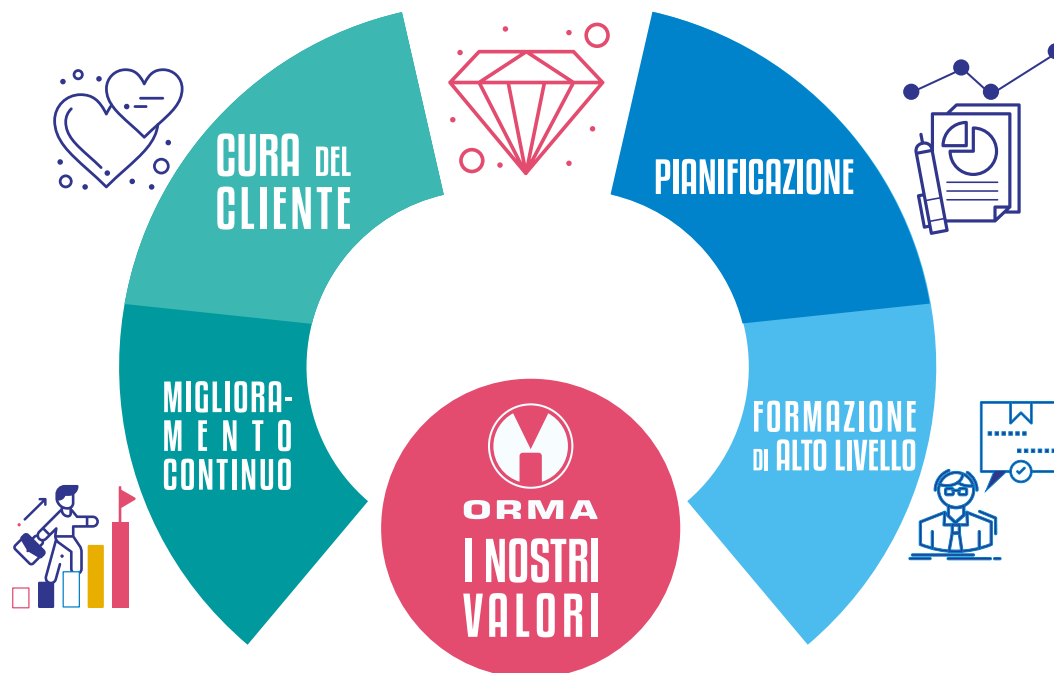 CURA DEL
CLIENTE
PIANIFICAZIONE
MIGLIORA-
MENTO
CONTINUO
FORMAZIONE
DI ALTO LIVELLO
ORMA
I NOSTRI
VALORI